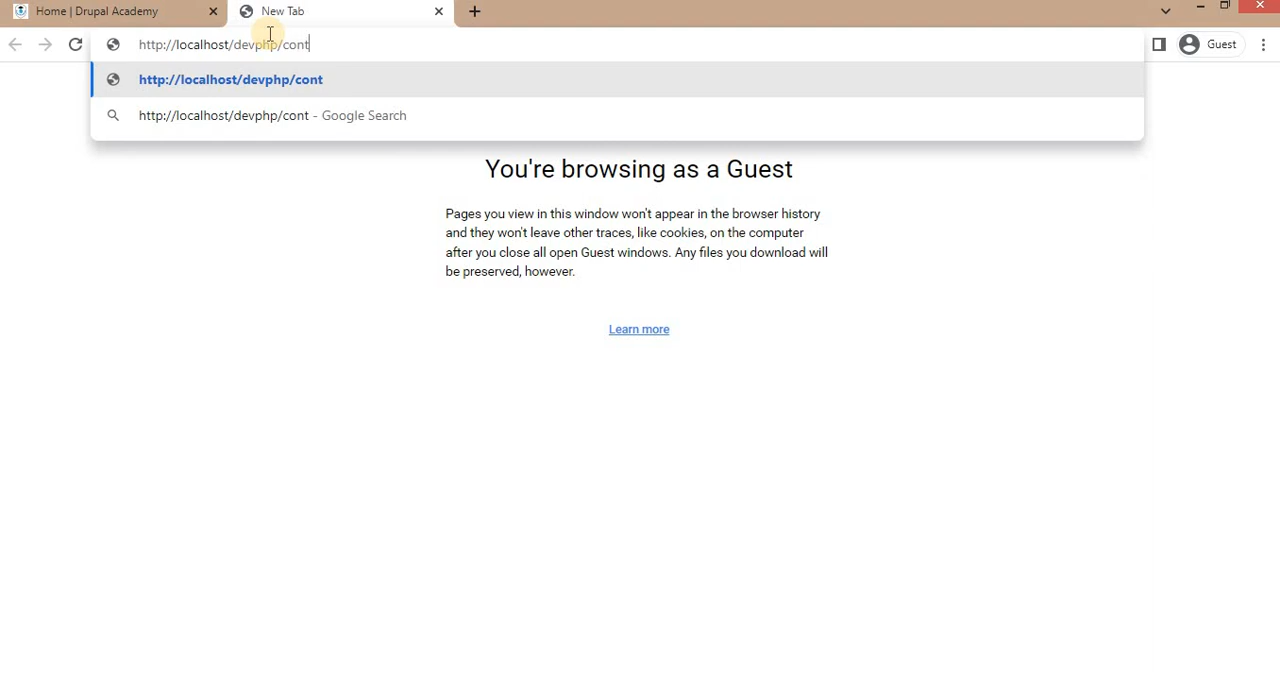 Home | Drupal Academy
New Tab
http://localhost/devphp/cont
Guest
http://localhost/devphp/cont
http://localhost/devphp/cont - Google Search
You're browsing as a Guest
Pages you view in this window won't appear in the browser history
and they won't leave other traces, like cookies, on the computer
after you close all open Guest windows. Any files you download will
be preserved, however.
Learn more